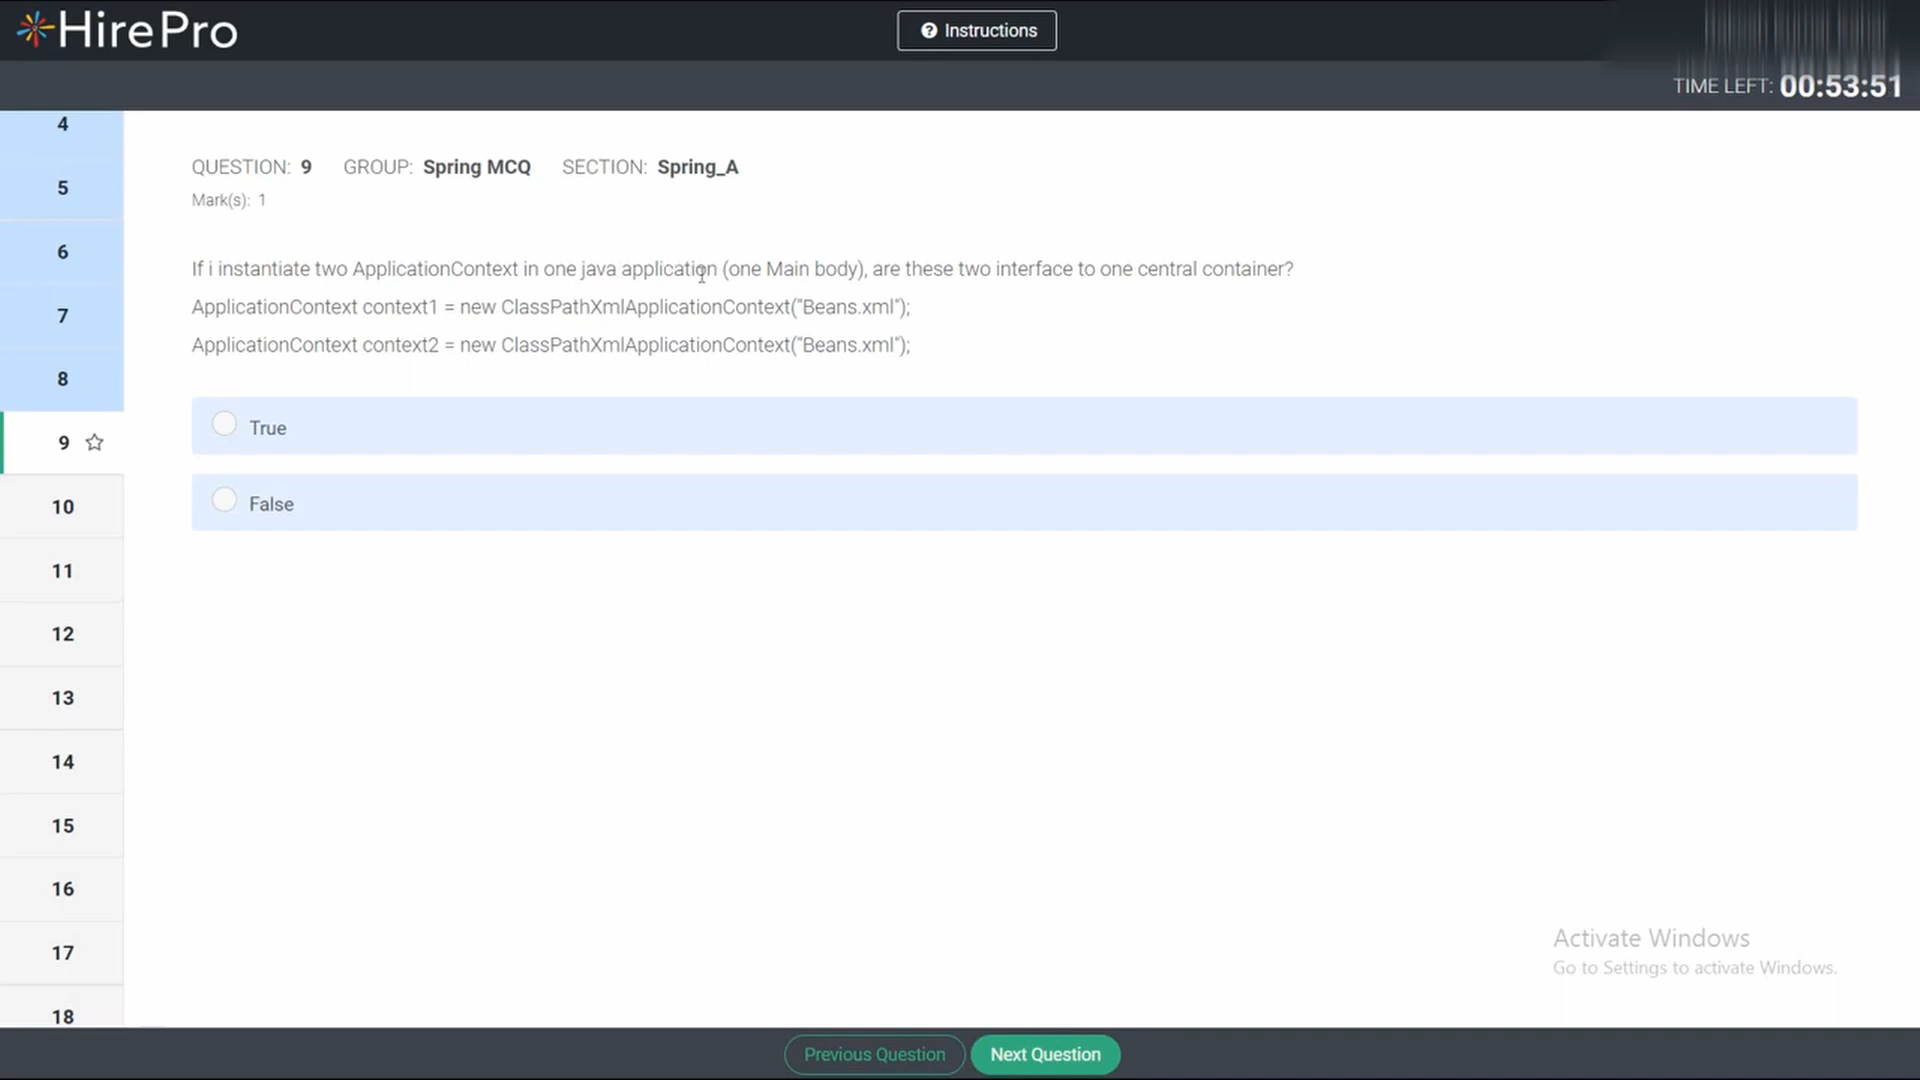 HirePro
Instructions
TIME LEFT: 00:53:51
4
5
6
7
8
9
10
11
12
13
14
15
16
17
18
QUESTION: 9 GROUP: Spring MCQ SECTION: Spring_A
Mark(s): 1
If i instantiate two ApplicationContext in one java application (one Main body), are these two interface to one central container?
ApplicationContext context1 = new ClassPathXmlApplicationContext("Beans.xml");
ApplicationContext context2 = new ClassPathXmlApplicationContext("Beans.xml");
True
False
Activate Windows
Go to Settings to activate Windows.
Previous Question
Next Question